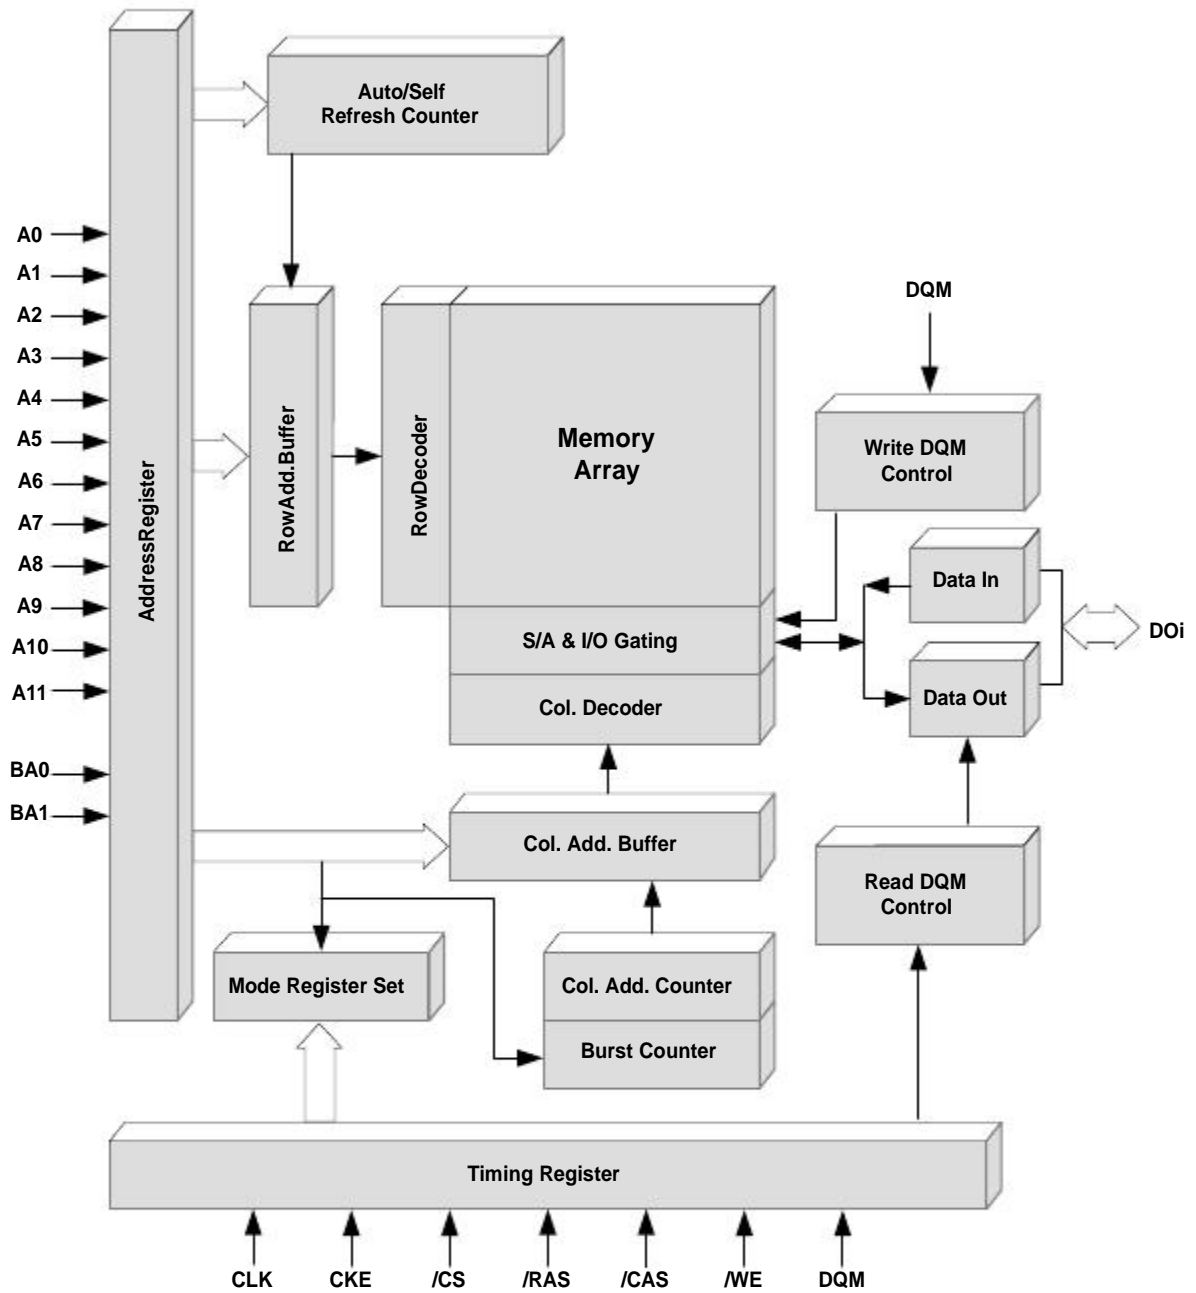 Auto/Self
Refresh Counter
A0
A1
A2
A3
A4
A5
A6
A7
A8
A9
A10
A11
BA0
BA1
AddressRegister
RowAdd.Buffer
RowDecoder
Memory
Array
S/A & I/O Gating
Col. Decoder
DQM
Write DQM
Control
Data In
Data Out
DOi
Col. Add. Buffer
Read DQM
Control
Mode Register Set
Col. Add. Counter
Burst Counter
Timing Register
CLK CKE /CS /RAS /CAS /WE DQM